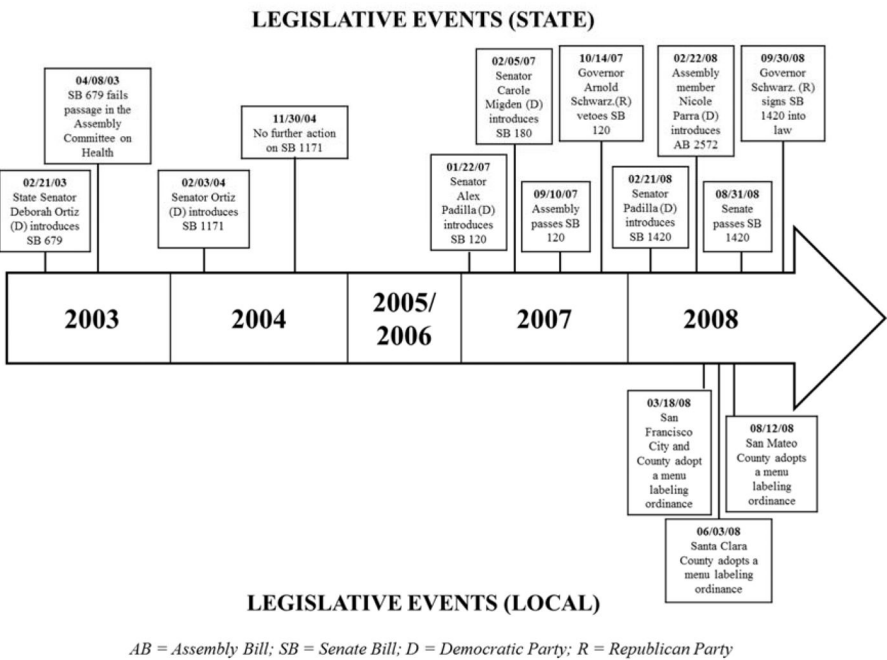 LEGISLATIVE EVENTS (STATE)
04/08/03
SB 679 fails
passage in the
Assembly
Committee on
Health
11/30/04
No further action
on SB 1171
02/05/07
Senator
Carole
Migden (D)
introduces
SB 180
10/14/07
Governor
Arnold
Schwarz.(R)
vetoes SB
120
02/22/08
Assembly
member
Nicole
Parra (D)
introduces
AB 2572
09/30/08
Governor
Schwarz. (R)
signs SB
1420 into
law
02/21/03
State Senator
Deborah Ortiz
(D) introduces
SB 679
02/03/04
Senator Ortiz
(D) introduces
SB 1171
01/22/07
Senator
Alex
Padilla (D)
introduces
SB 120
09/10/07
Assembly
passes SB
120
02/21/08
Senator
Padilla (D)
introduces
SB 1420
08/31/08
Senate
passes SB
1420
2003
2004
2005/
2006
2007
2008
03/18/08
San
Francisco
City and
County adopt
a menu
labeling
ordinance
08/12/08
San Mateo
County adopts
a menu
labeling
ordinance
06/03/08
Santa Clara
County adopts a
menu labeling
ordinance
LEGISLATIVE EVENTS (LOCAL)
AB = Assembly Bill; SB = Senate Bill; D = Democratic Party; R = Republican Party